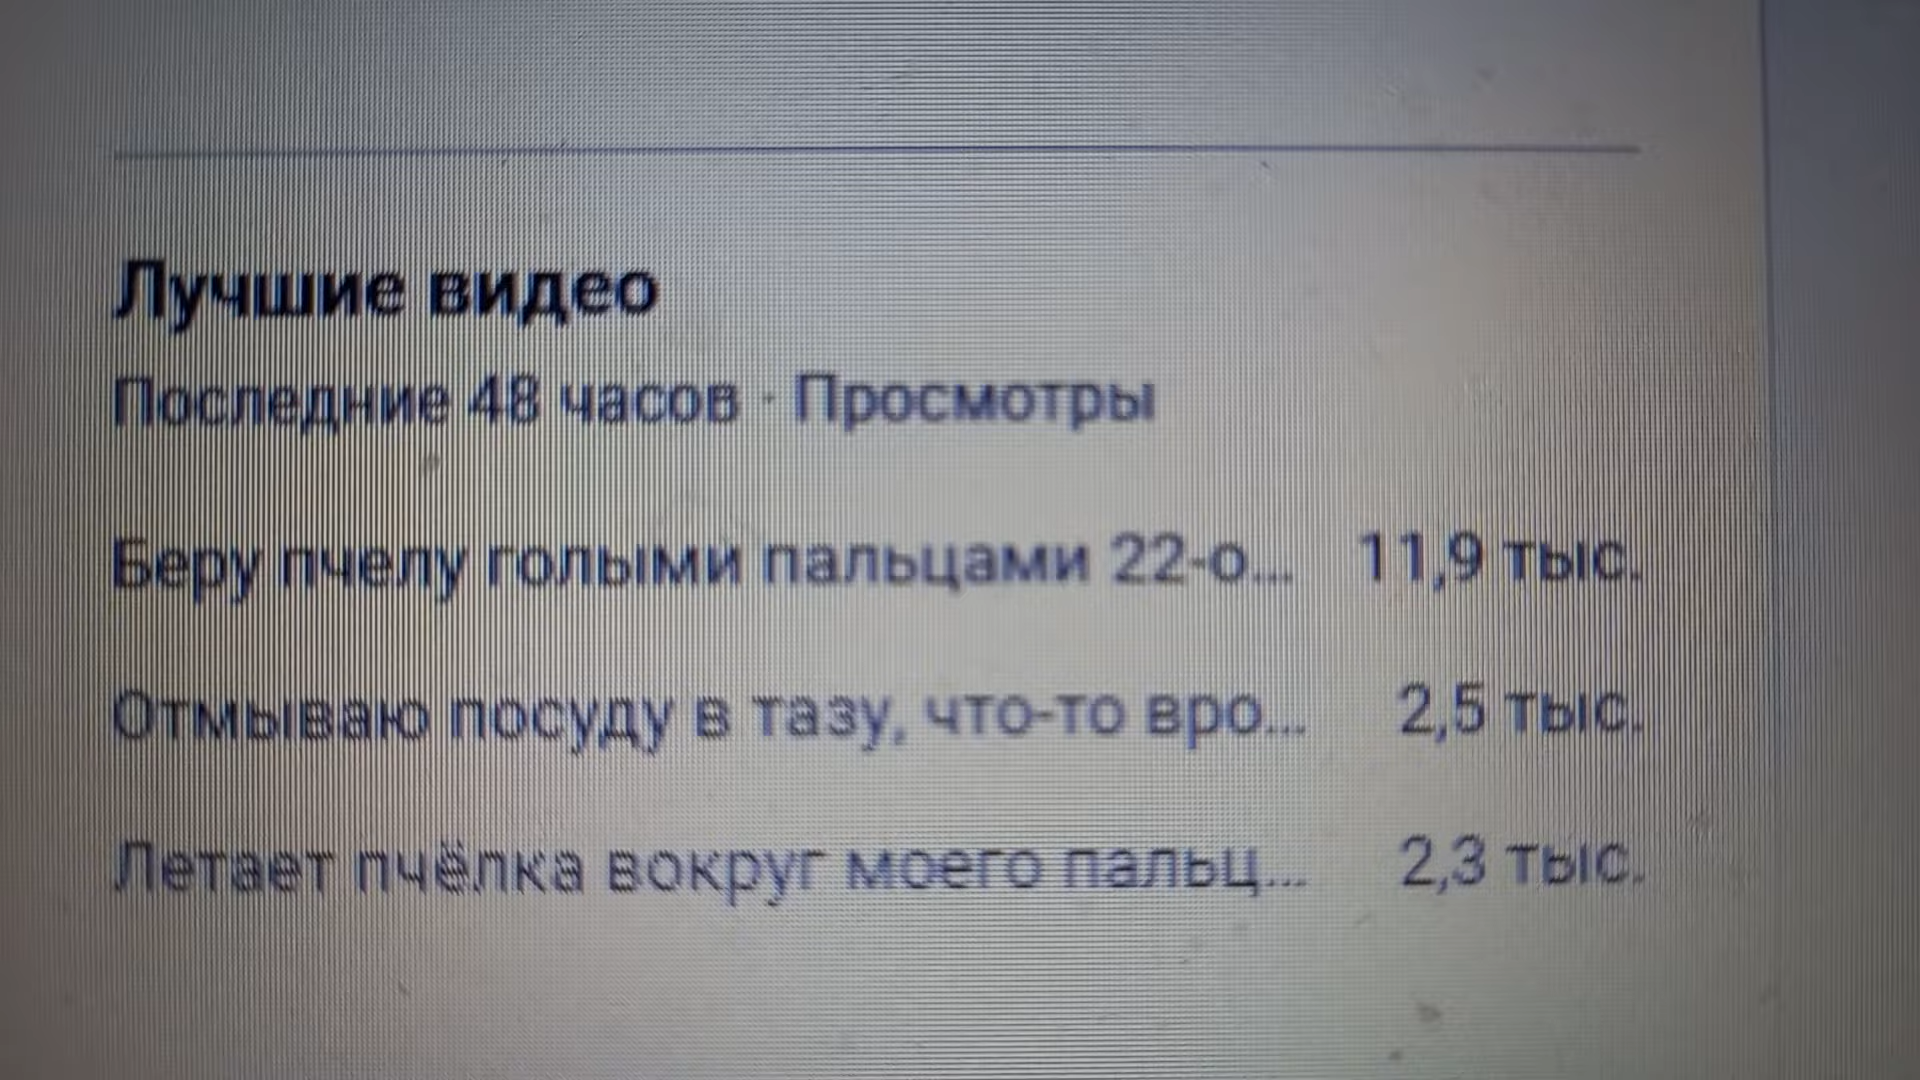 Лучшие видео
Последние 48 часов · Просмотры
Беру пчелу голыми пальцами 22-о... 11,9 тыс.
Отмываю посуду в тазу, что-то вро... 2,5 тыс.
Летает пчёлка вокруг моего пальц... 2,3 тыс.